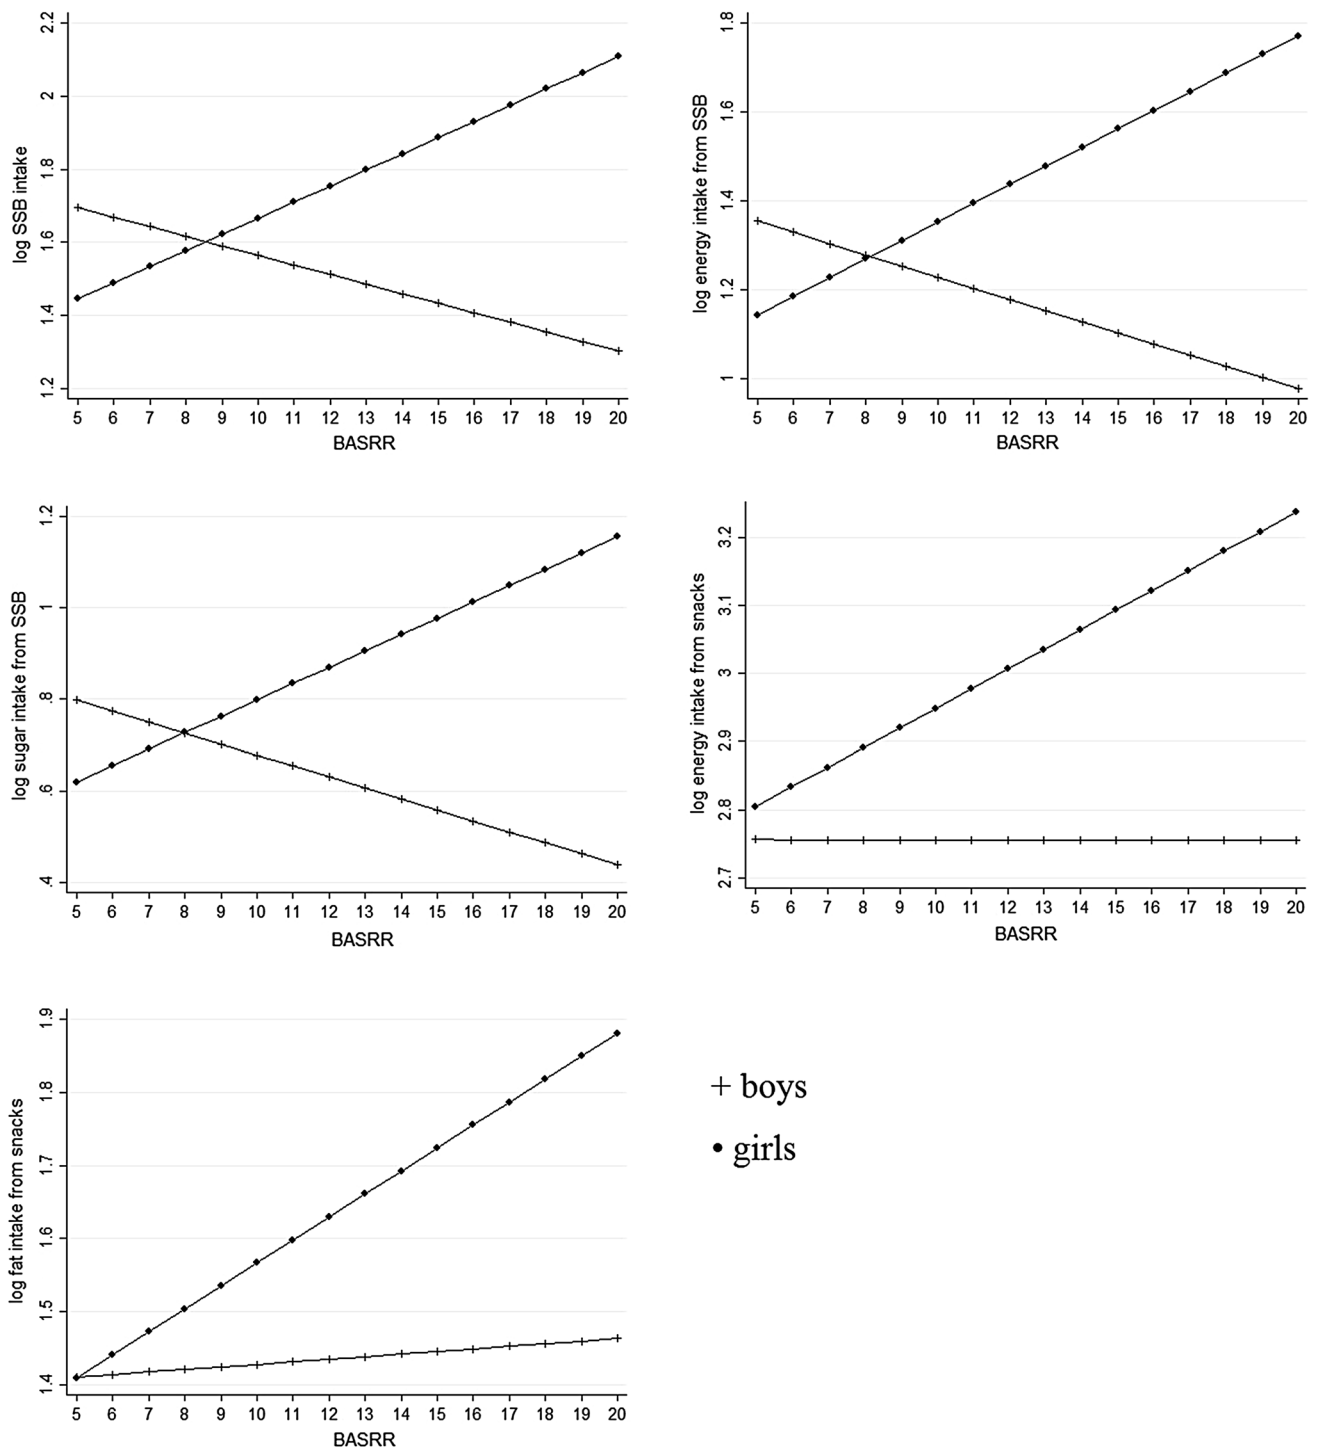 log SSB intake
2.2
2
1.8
1.6
1.4
1.2
5 6 7 8 9 10 11 12 13 14 15 16 17 18 19 20
BASRR
log energy intake from SSB
1.8
1.6
1.4
1.2
1
5 6 7 8 9 10 11 12 13 14 15 16 17 18 19 20
BASRR
log sugar intake from SSB
1.2
1
.8
.6
.4
5 6 7 8 9 10 11 12 13 14 15 16 17 18 19 20
BASRR
log energy intake from snacks
3.2
3.1
3
2.9
2.8
2.7
5 6 7 8 9 10 11 12 13 14 15 16 17 18 19 20
BASRR
log fat intake from snacks
1.9
1.8
1.7
1.6
1.5
1.4
5 6 7 8 9 10 11 12 13 14 15 16 17 18 19 20
BASRR
+ boys
• girls